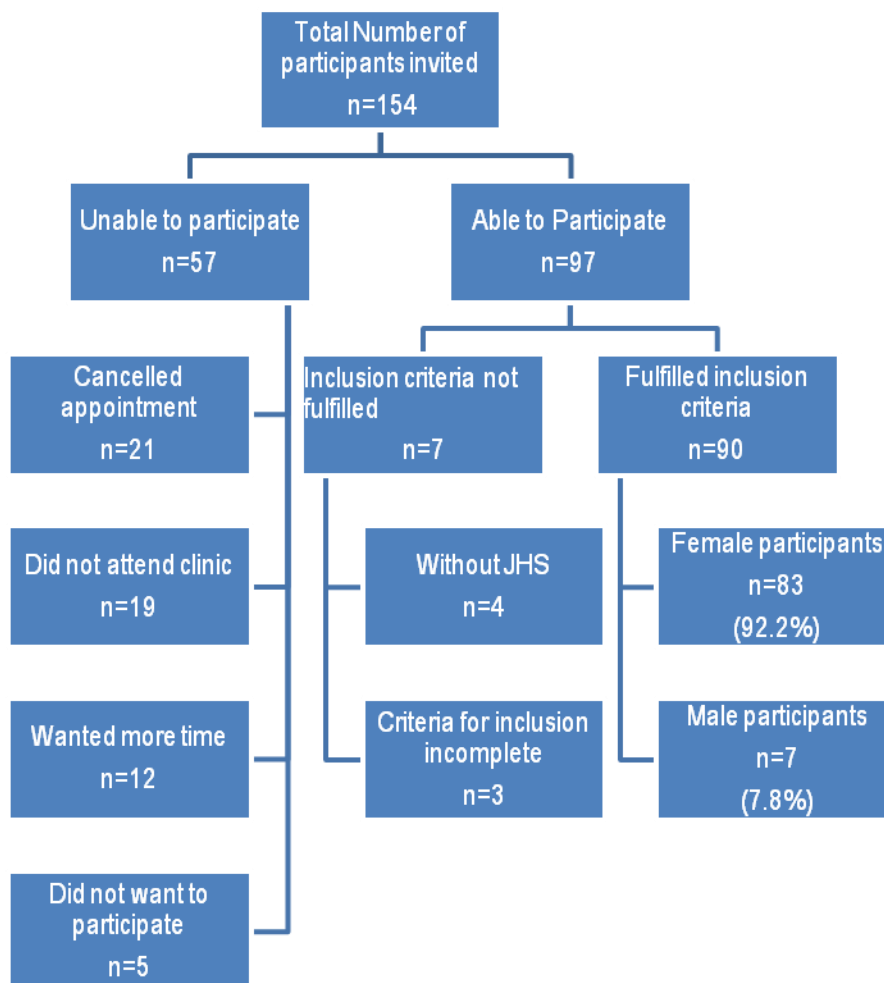 Total Number of
participants invited
n=154
Unable to participate
n=57
Able to Participate
n=97
Cancelled
appointment
n=21
Inclusion criteria not
fulfilled
n=7
Fulfilled inclusion
criteria
n=90
Did not attend clinic
n=19
Without JHS
n=4
Female participants
n=83
(92.2%)
Wanted more time
n=12
Criteria for inclusion
incomplete
n=3
Male participants
n=7
(7.8%)
Did not want to
participate
n=5